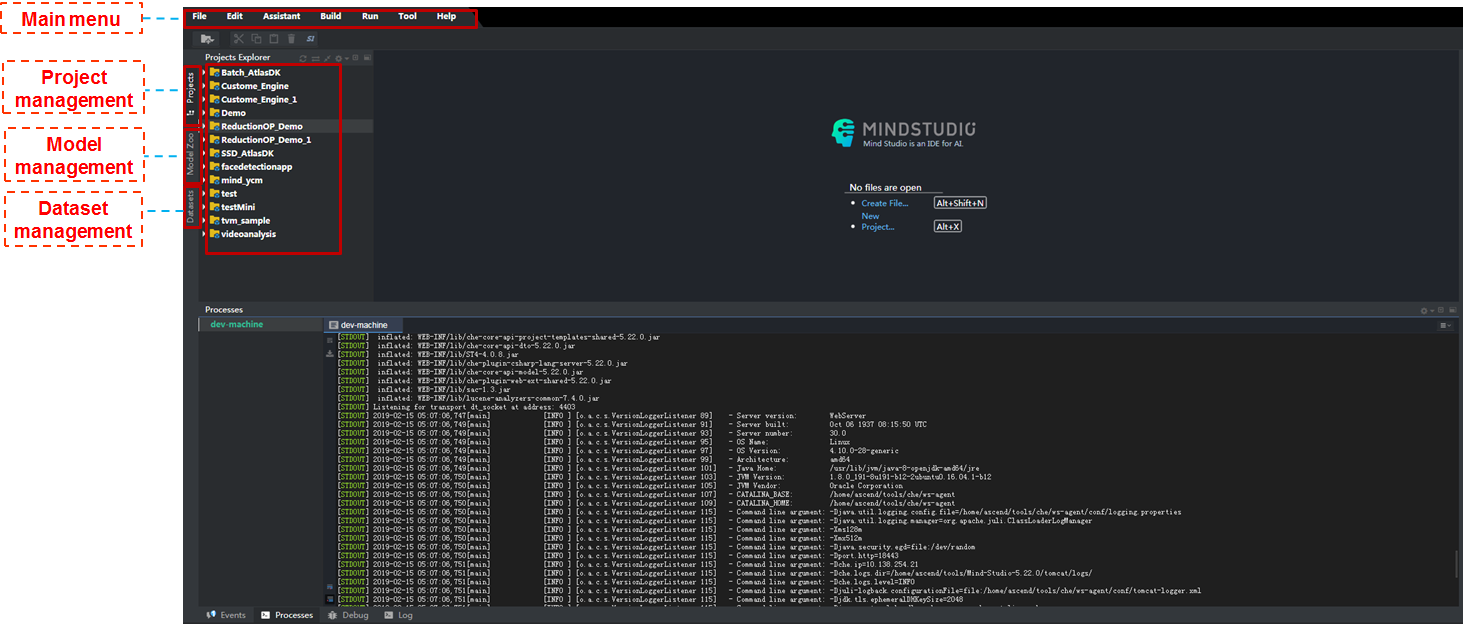 Main menu
Project
management
Model
management
Dataset
management
File Edit Assistant Build Run Tool Help
Projects Explorer
Projects
Model Zoo
Datasets
Batch_AtlasDK
Custome_Engine
Custome_Engine_1
Demo
ReductionOP_Demo
ReductionOP_Demo_1
SSD_AtlasDK
facedetectionapp
mind_ycm
test
testMini
tvm_sample
videoanalysis
MINDSTUDIO
Mind Studio is an IDE for AI.
No files are open
Create File... Alt+Shift+N
New
Project... Alt+X
Processes
dev-machine
dev-machine
[STDOUT] inflated: WEB-INF/lib/che-core-api-project-templates-shared-5.22.0.jar
[STDOUT] inflated: WEB-INF/lib/che-core-api-dto-5.22.0.jar
[STDOUT] inflated: WEB-INF/lib/ST4-4.0.8.jar
[STDOUT] inflated: WEB-INF/lib/che-plugin-csharp-lang-server-5.22.0.jar
[STDOUT] inflated: WEB-INF/lib/che-core-api-model-5.22.0.jar
[STDOUT] inflated: WEB-INF/lib/che-plugin-web-ext-shared-5.22.0.jar
[STDOUT] inflated: WEB-INF/lib/sac-1.3.jar
[STDOUT] inflated: WEB-INF/lib/lucene-analyzers-common-7.4.0.jar
[STDOUT] Listening for transport dt_socket at address: 4403
[STDOUT] 2019-02-15 05:07:06,747[main] [INFO ] [o.a.c.s.VersionLoggerListener 89] - Server version: WebServer
[STDOUT] 2019-02-15 05:07:06,749[main] [INFO ] [o.a.c.s.VersionLoggerListener 91] - Server built: Oct 06 1937 08:15:50 UTC
[STDOUT] 2019-02-15 05:07:06,749[main] [INFO ] [o.a.c.s.VersionLoggerListener 93] - Server number: 30.0
[STDOUT] 2019-02-15 05:07:06,749[main] [INFO ] [o.a.c.s.VersionLoggerListener 95] - OS Name: Linux
[STDOUT] 2019-02-15 05:07:06,749[main] [INFO ] [o.a.c.s.VersionLoggerListener 97] - OS Version: 4.10.0-28-generic
[STDOUT] 2019-02-15 05:07:06,749[main] [INFO ] [o.a.c.s.VersionLoggerListener 99] - Architecture: amd64
[STDOUT] 2019-02-15 05:07:06,749[main] [INFO ] [o.a.c.s.VersionLoggerListener 101] - Java Home: /usr/lib/jvm/java-8-openjdk-amd64/jre
[STDOUT] 2019-02-15 05:07:06,749[main] [INFO ] [o.a.c.s.VersionLoggerListener 103] - JVM Version: 1.8.0_191-8u191-b12-2ubuntu0.16.04.1-b12
[STDOUT] 2019-02-15 05:07:06,750[main] [INFO ] [o.a.c.s.VersionLoggerListener 105] - JVM Vendor: Oracle Corporation
[STDOUT] 2019-02-15 05:07:06,750[main] [INFO ] [o.a.c.s.VersionLoggerListener 107] - CATALINA_BASE: /home/ascend/tools/che/ws-agent
[STDOUT] 2019-02-15 05:07:06,750[main] [INFO ] [o.a.c.s.VersionLoggerListener 109] - CATALINA_HOME: /home/ascend/tools/che/ws-agent
[STDOUT] 2019-02-15 05:07:06,750[main] [INFO ] [o.a.c.s.VersionLoggerListener 115] - Command line argument: -Djava.util.logging.config.file=/home/ascend/tools/che/ws-agent/conf/logging.properties
[STDOUT] 2019-02-15 05:07:06,750[main] [INFO ] [o.a.c.s.VersionLoggerListener 115] - Command line argument: -Djava.util.logging.manager=org.apache.juli.ClassLoaderLogManager
[STDOUT] 2019-02-15 05:07:06,750[main] [INFO ] [o.a.c.s.VersionLoggerListener 115] - Command line argument: -Xms128m
[STDOUT] 2019-02-15 05:07:06,750[main] [INFO ] [o.a.c.s.VersionLoggerListener 115] - Command line argument: -Xmx512m
[STDOUT] 2019-02-15 05:07:06,750[main] [INFO ] [o.a.c.s.VersionLoggerListener 115] - Command line argument: -Djava.security.egd=file:/dev/random
[STDOUT] 2019-02-15 05:07:06,750[main] [INFO ] [o.a.c.s.VersionLoggerListener 115] - Command line argument: -Dport.http=18443
[STDOUT] 2019-02-15 05:07:06,751[main] [INFO ] [o.a.c.s.VersionLoggerListener 115] - Command line argument: -Dche.ip=10.138.254.21
[STDOUT] 2019-02-15 05:07:06,751[main] [INFO ] [o.a.c.s.VersionLoggerListener 115] - Command line argument: -Dche.logs.dir=/home/ascend/tools/Mind-Studio-5.22.0/tomcat/logs/
[STDOUT] 2019-02-15 05:07:06,751[main] [INFO ] [o.a.c.s.VersionLoggerListener 115] - Command line argument: -Dche.logs.level=INFO
[STDOUT] 2019-02-15 05:07:06,751[main] [INFO ] [o.a.c.s.VersionLoggerListener 115] - Command line argument: -Djuli-logback.configurationFile=file:/home/ascend/tools/che/ws-agent/conf/tomcat-logger.xml
[STDOUT] 2019-02-15 05:07:06,751[main] [INFO ] [o.a.c.s.VersionLoggerListener 115] - Command line argument: -Djdk.tls.ephemeralDHKeySize=2048
Events Processes Debug Log